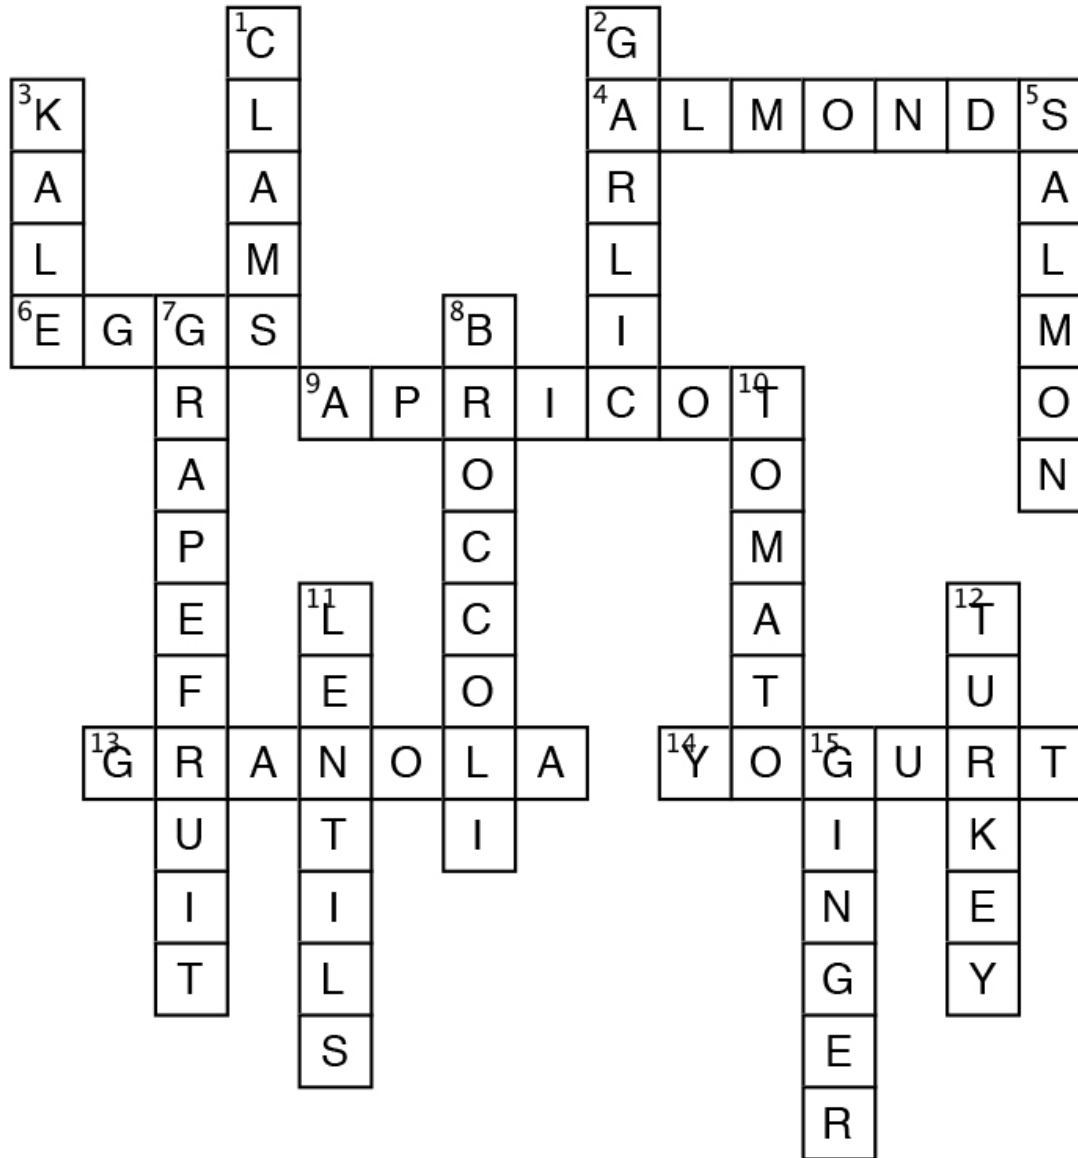 1C 2G
3K L 4A L M O N D 5S
A A R A
L M L L
6E G 7G S 8B I M
R 9A P R I C O 10T O
A O O N
P C M
E 11L C A 12T
F E O T U
13G R A N O L A 14Y O 15G U R T
U T I I K
I I N E
T L G Y
S E
R